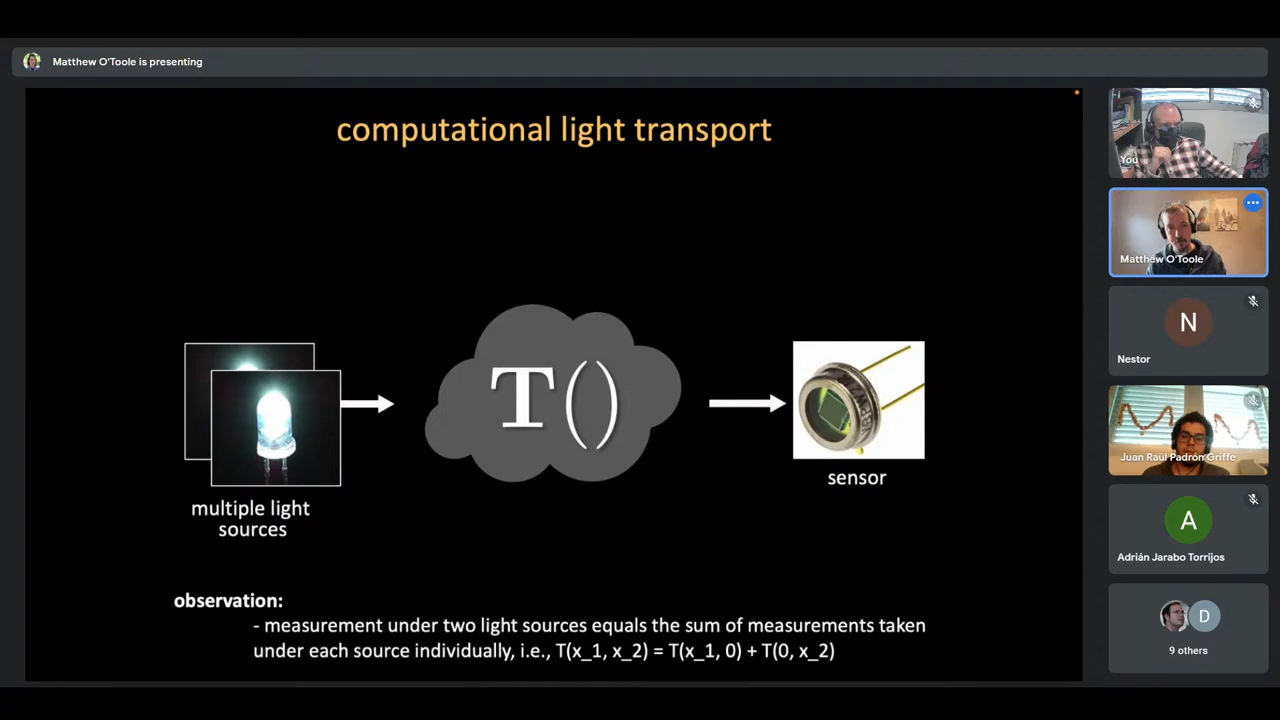 Matthew O'Toole is presenting
computational light transport
T()
multiple light
sources
sensor
observation:
- measurement under two light sources equals the sum of measurements taken
under each source individually, i.e., T(x_1, x_2) = T(x_1, 0) + T(0, x_2)
You
Matthew O'Toole
N
Nestor
Juan Raúl Padrón Griffe
A
Adrián Jarabo Torrijos
D
9 others